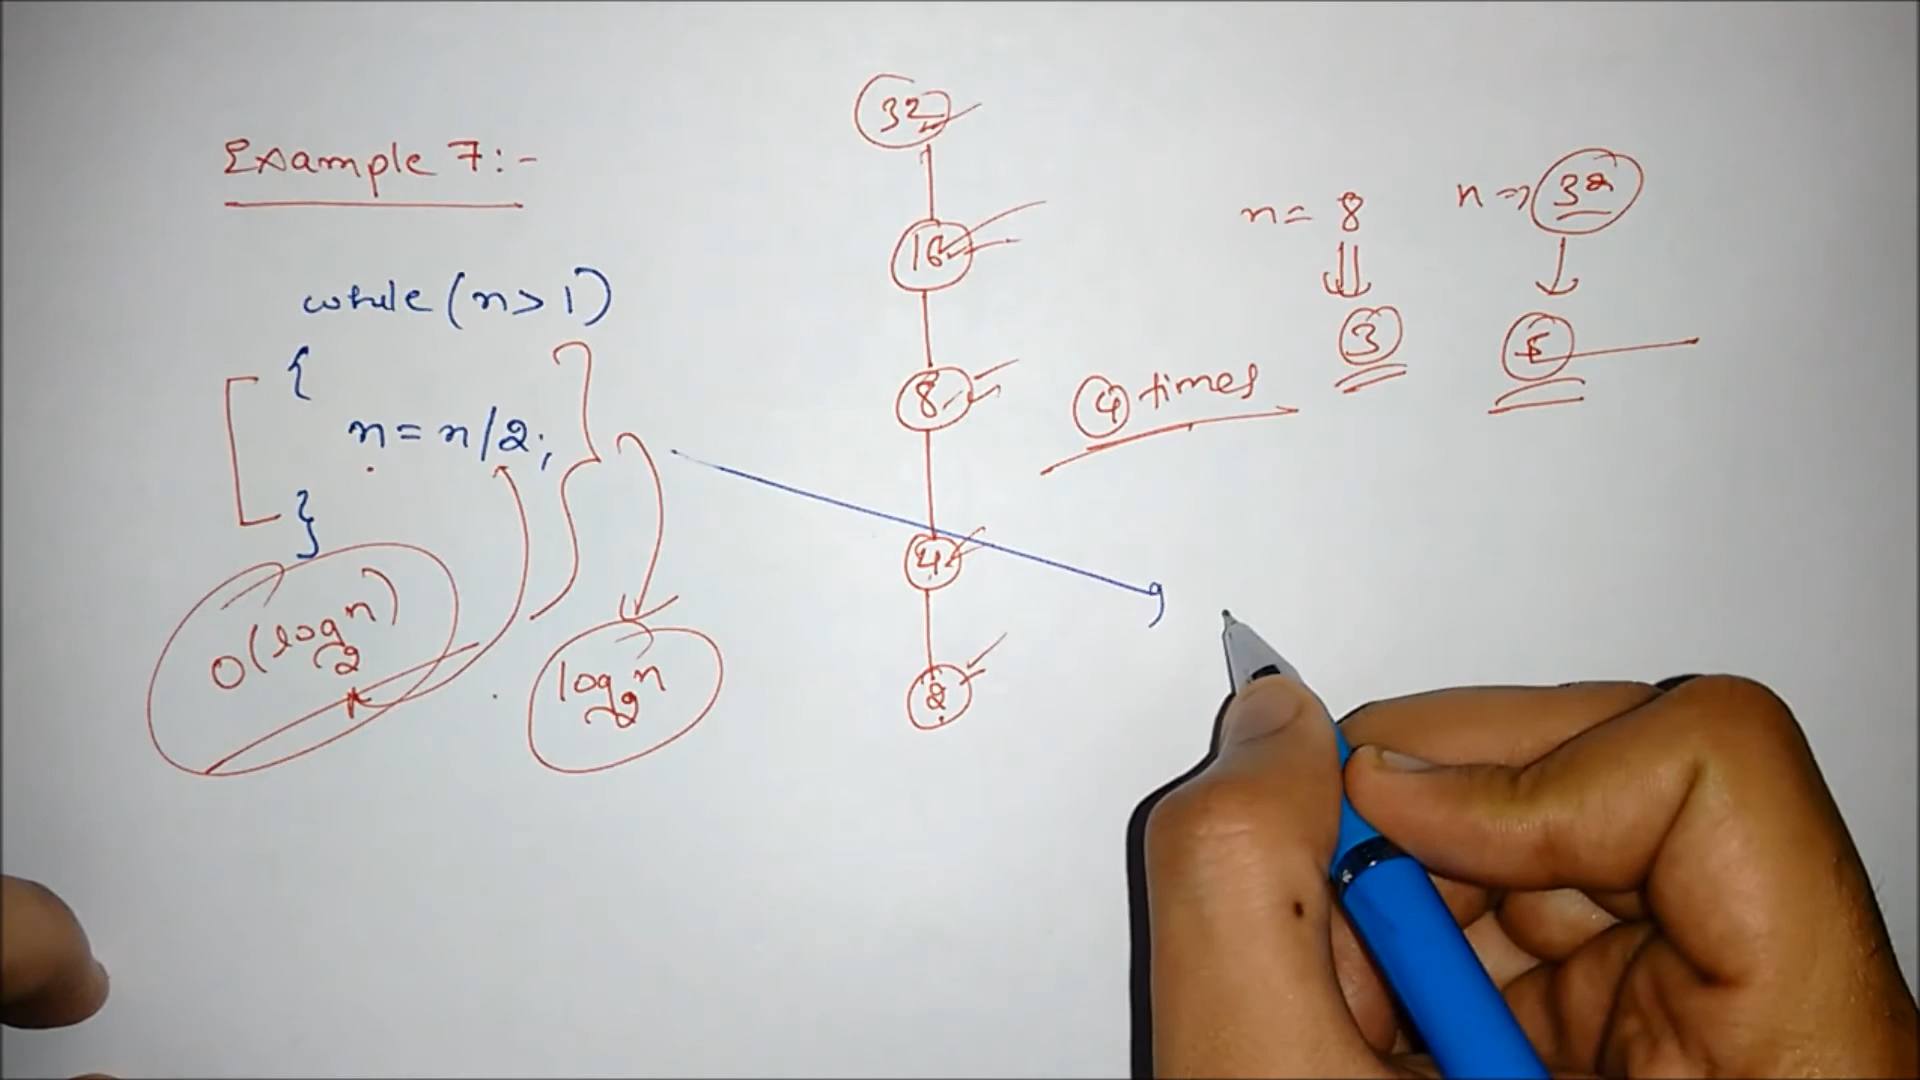 Example 7:-
while (n > 1)
{
n = n/2;
}
O(log₂n)
log₂n
32
16
8
4
2
4 times
n = 8
3
n => 32
5